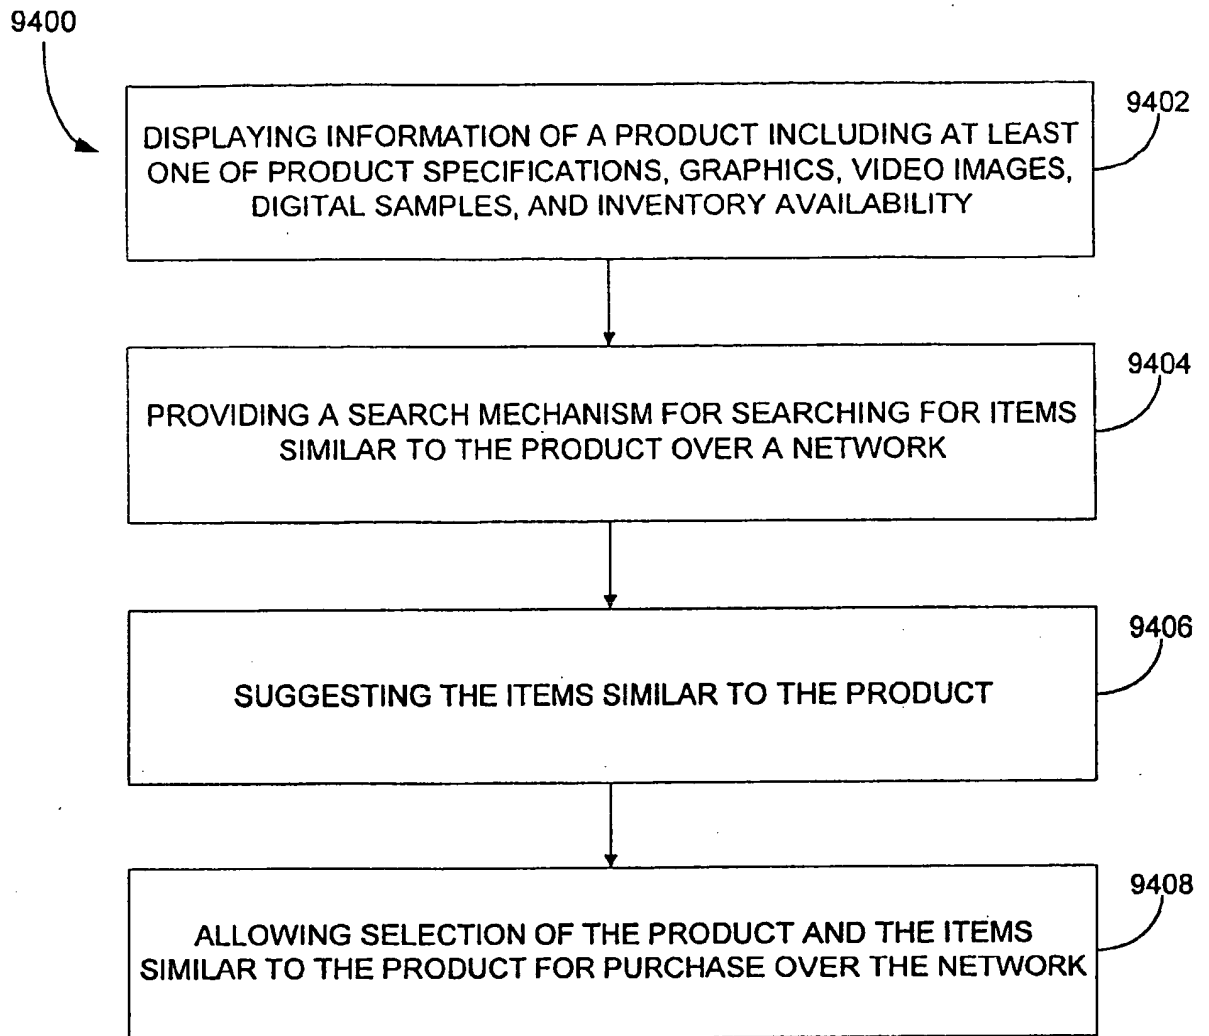 9400
9402
DISPLAYING INFORMATION OF A PRODUCT INCLUDING AT LEAST
ONE OF PRODUCT SPECIFICATIONS, GRAPHICS, VIDEO IMAGES,
DIGITAL SAMPLES, AND INVENTORY AVAILABILITY
9404
PROVIDING A SEARCH MECHANISM FOR SEARCHING FOR ITEMS
SIMILAR TO THE PRODUCT OVER A NETWORK
9406
SUGGESTING THE ITEMS SIMILAR TO THE PRODUCT
9408
ALLOWING SELECTION OF THE PRODUCT AND THE ITEMS
SIMILAR TO THE PRODUCT FOR PURCHASE OVER THE NETWORK